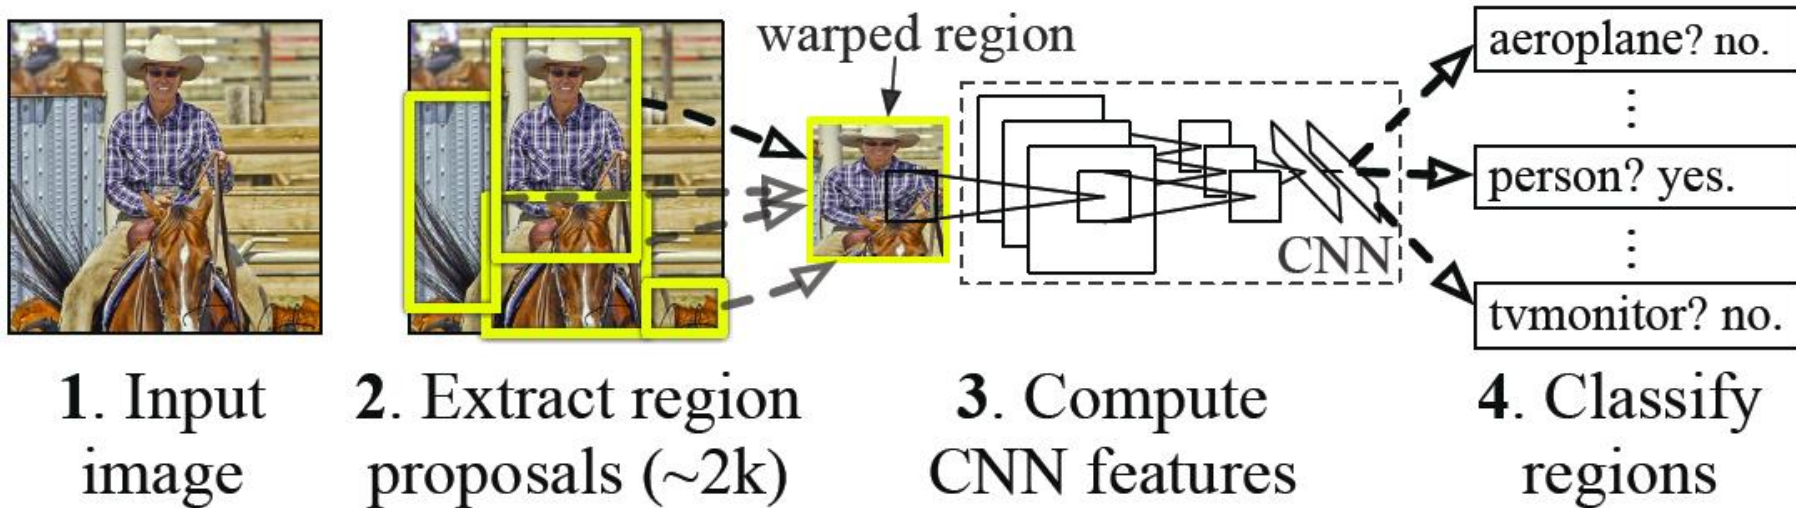 warped region
aeroplane? no.
person? yes.
CNN
tvmonitor? no.
1. Input
image
2. Extract region
proposals (~2k)
3. Compute
CNN features
4. Classify
regions